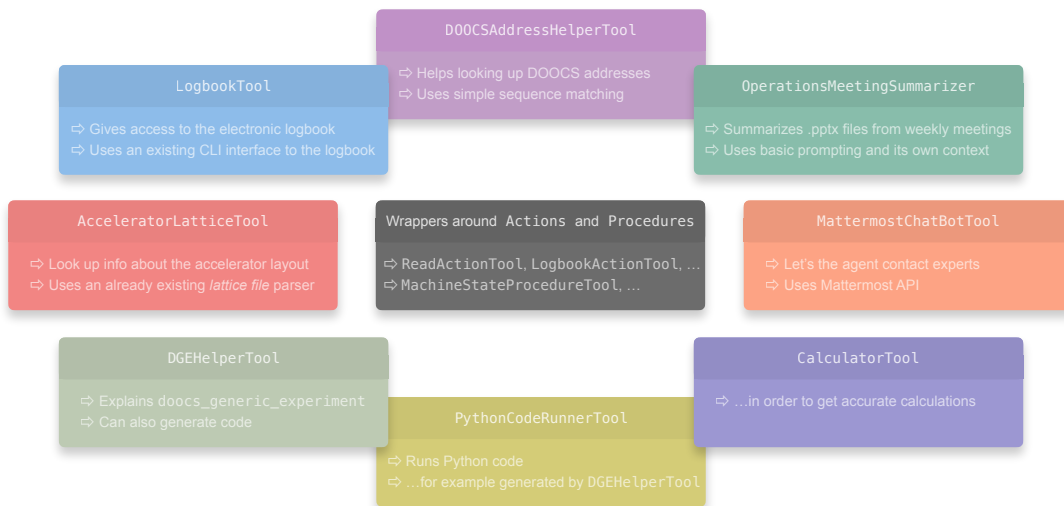 DOOCSAddressHelperTool
⇨ Helps looking up DOOCS addresses
⇨ Uses simple sequence matching
LogbookTool
⇨ Gives access to the electronic logbook
⇨ Uses an existing CLI interface to the logbook
OperationsMeetingSummarizer
⇨ Summarizes .pptx files from weekly meetings
⇨ Uses basic prompting and its own context
AcceleratorLatticeTool
⇨ Look up info about the accelerator layout
⇨ Uses an already existing lattice file parser
Wrappers around Actions and Procedures
⇨ ReadActionTool, LogbookActionTool, …
⇨ MachineStateProcedureTool, …
MattermostChatBotTool
⇨ Let's the agent contact experts
⇨ Uses Mattermost API
DGEHelperTool
⇨ Explains doocs_generic_experiment
⇨ Can also generate code
PythonCodeRunnerTool
⇨ Runs Python code
⇨ …for example generated by DGEHelperTool
CalculatorTool
⇨ …in order to get accurate calculations